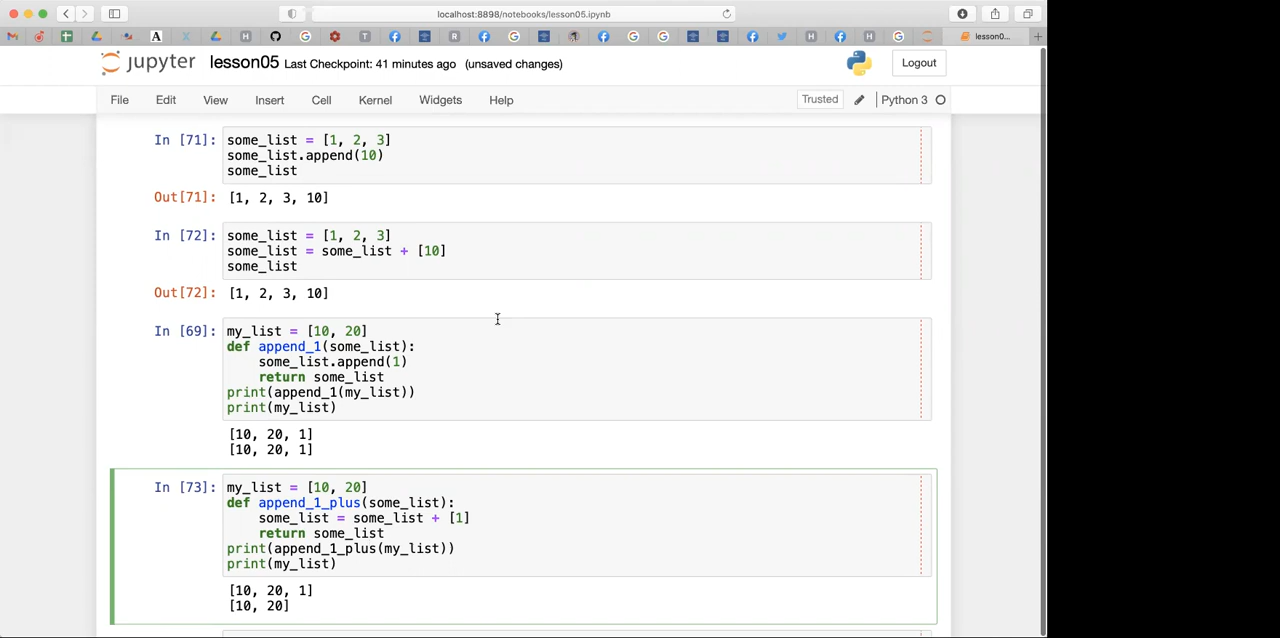 localhost:8898/notebooks/lesson05.ipynb
lesson0...
jupyter lesson05 Last Checkpoint: 41 minutes ago (unsaved changes)
Logout
File Edit View Insert Cell Kernel Widgets Help
Trusted Python 3
In [71]: some_list = [1, 2, 3]
some_list.append(10)
some_list
Out[71]: [1, 2, 3, 10]
In [72]: some_list = [1, 2, 3]
some_list = some_list + [10]
some_list
Out[72]: [1, 2, 3, 10]
In [69]: my_list = [10, 20]
def append_1(some_list):
    some_list.append(1)
    return some_list
print(append_1(my_list))
print(my_list)
[10, 20, 1]
[10, 20, 1]
In [73]: my_list = [10, 20]
def append_1_plus(some_list):
    some_list = some_list + [1]
    return some_list
print(append_1_plus(my_list))
print(my_list)
[10, 20, 1]
[10, 20]